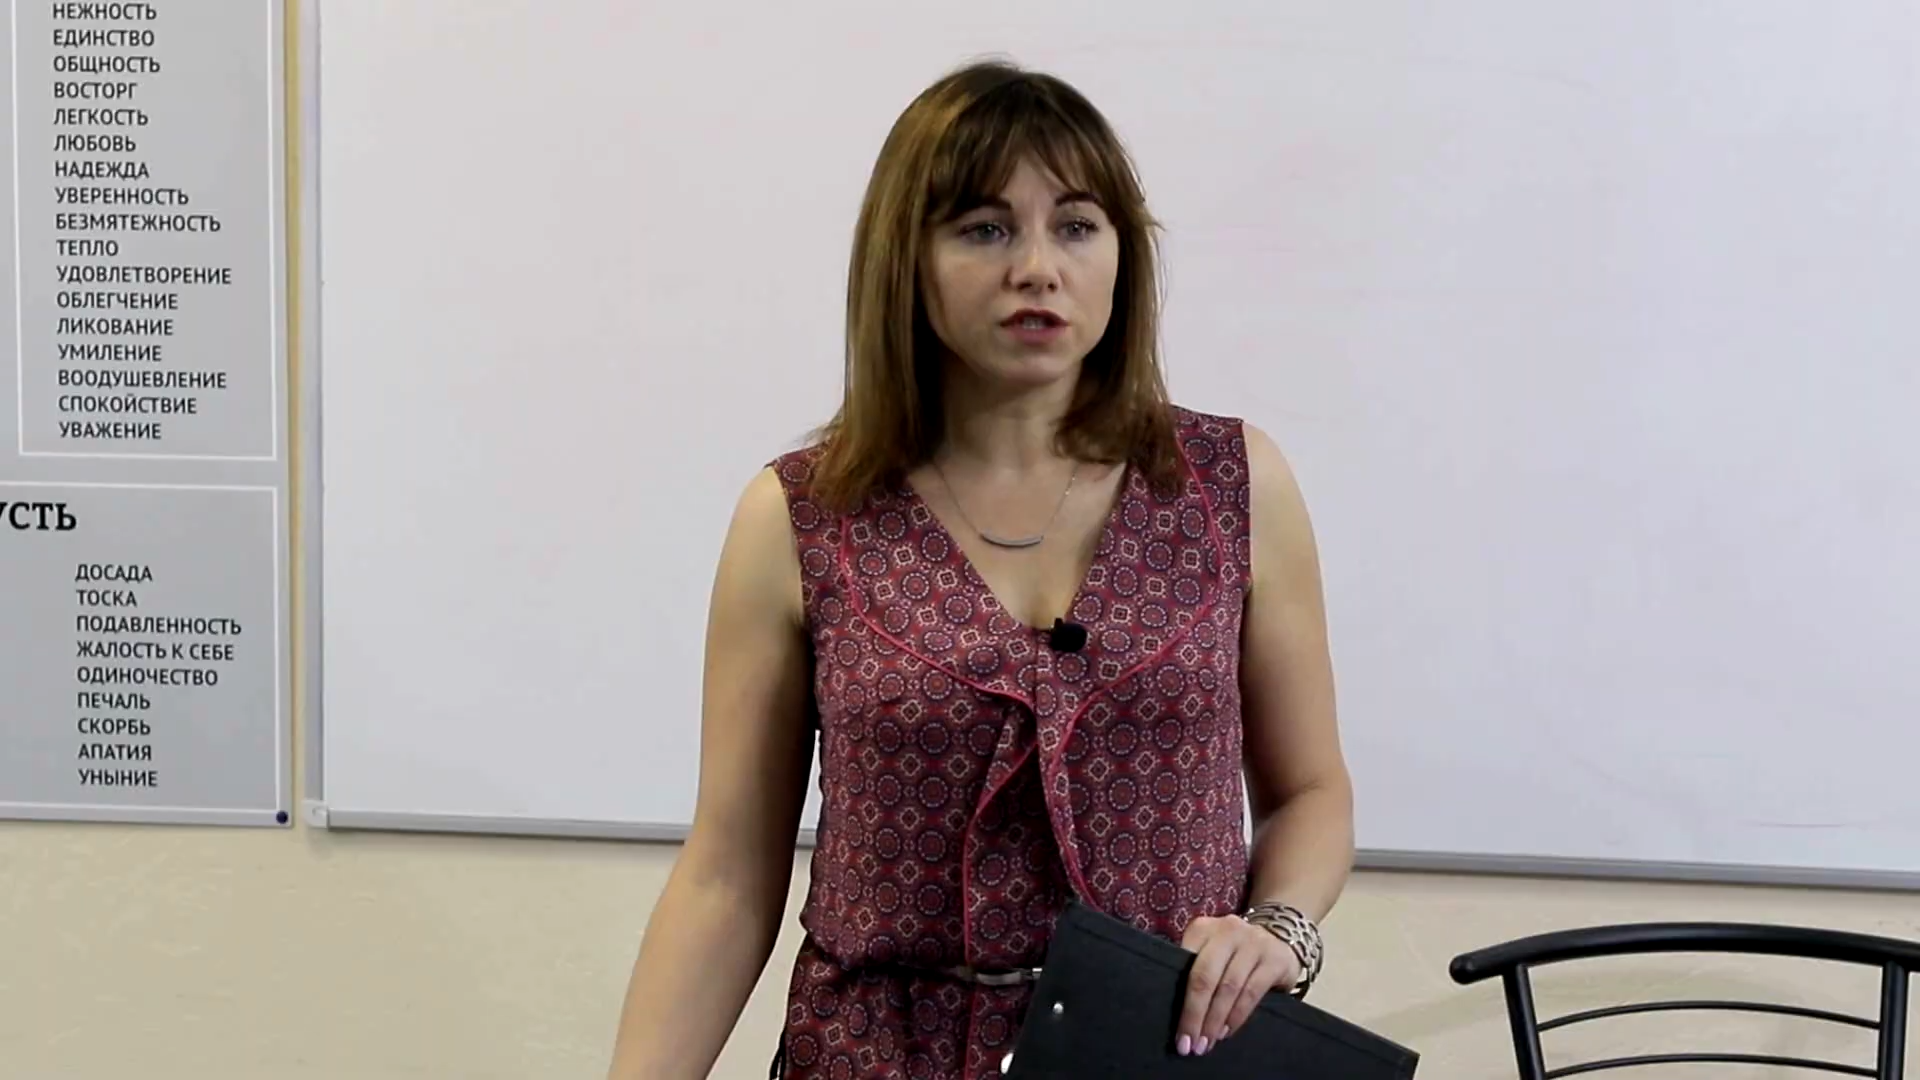 НЕЖНОСТЬ
ЕДИНСТВО
ОБЩНОСТЬ
ВОСТОРГ
ЛЕГКОСТЬ
ЛЮБОВЬ
НАДЕЖДА
УВЕРЕННОСТЬ
БЕЗМЯТЕЖНОСТЬ
ТЕПЛО
УДОВЛЕТВОРЕНИЕ
ОБЛЕГЧЕНИЕ
ЛИКОВАНИЕ
УМИЛЕНИЕ
ВООДУШЕВЛЕНИЕ
СПОКОЙСТВИЕ
УВАЖЕНИЕ
УСТЬ
ДОСАДА
ТОСКА
ПОДАВЛЕННОСТЬ
ЖАЛОСТЬ К СЕБЕ
ОДИНОЧЕСТВО
ПЕЧАЛЬ
СКОРБЬ
АПАТИЯ
УНЫНИЕ